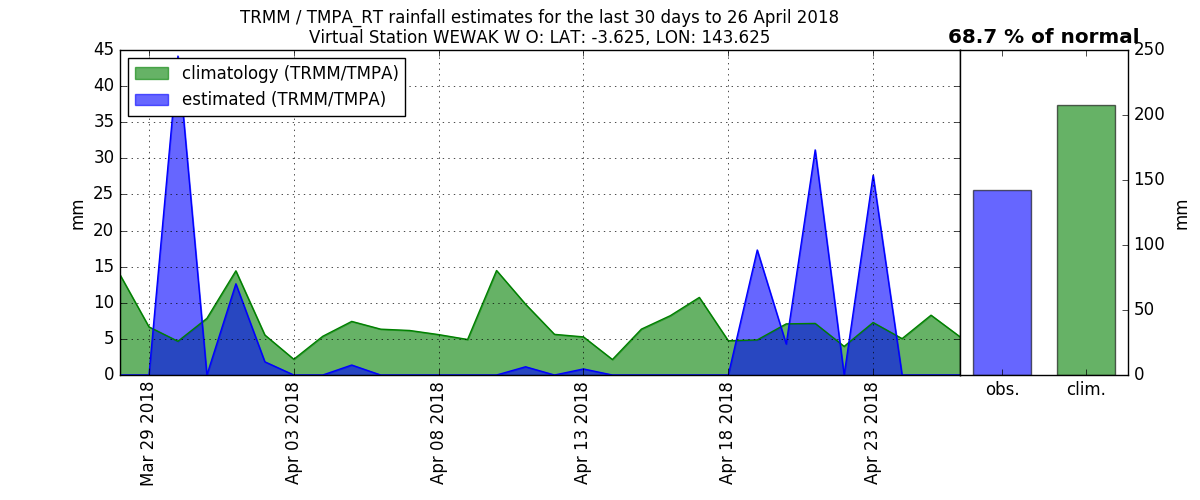 TRMM / TMPA_RT rainfall estimates for the last 30 days to 26 April 2018
Virtual Station WEWAK W O: LAT: -3.625, LON: 143.625
68.7 % of normal
climatology (TRMM/TMPA)
estimated (TRMM/TMPA)
45
40
35
30
25
20
15
10
5
0
mm
Mar 29 2018
Apr 03 2018
Apr 08 2018
Apr 13 2018
Apr 18 2018
Apr 23 2018
obs.
clim.
250
200
150
100
50
0
mm